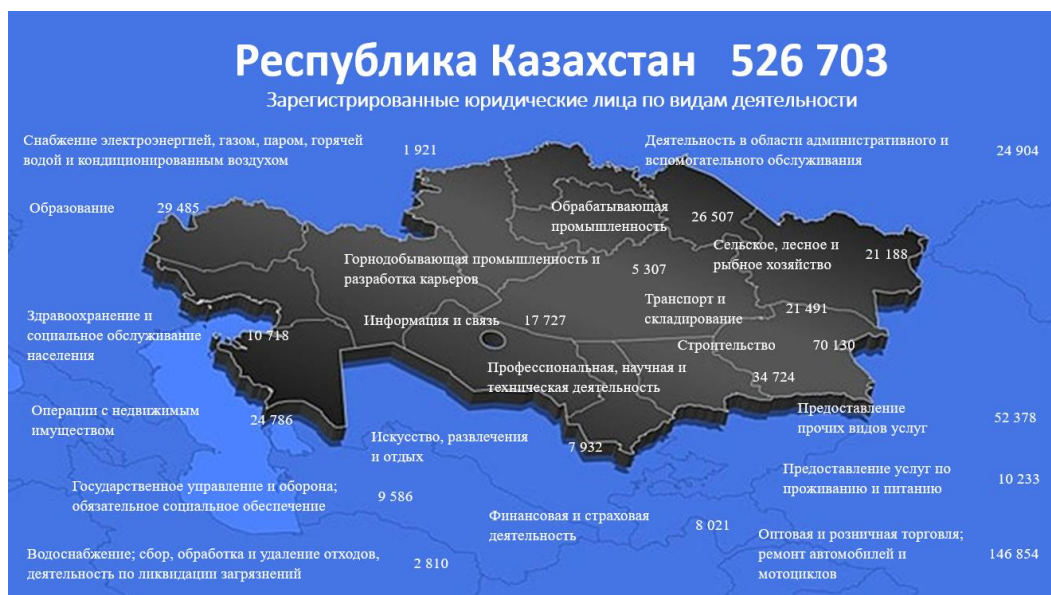 Республика Казахстан 526 703
Зарегистрированные юридические лица по видам деятельности
Снабжение электроэнергией, газом, паром, горячей
водой и кондиционированным воздухом
1 921
Деятельность в области административного и
вспомогательного обслуживания
24 904
Образование 29 485
Обрабатывающая
промышленность
26 507
Сельское, лесное и
рыбное хозяйство
21 188
Горнодобывающая промышленность и
разработка карьеров
5 307
Транспорт и
складирование
21 491
Здравоохранение и
социальное обслуживание
населения
10 718
Информация и связь 17 727
Строительство 70 130
Профессиональная, научная и
техническая деятельность
34 724
Операции с недвижимым
имуществом
24 786
Искусство, развлечения
и отдых
7 932
Предоставление
прочих видов услуг
52 378
Государственное управление и оборона;
обязательное социальное обеспечение
9 586
Предоставление услуг по
проживанию и питанию
10 233
Финансовая и страховая
деятельность
8 021
Водоснабжение; сбор, обработка и удаление отходов,
деятельность по ликвидации загрязнений
2 810
Оптовая и розничная торговля;
ремонт автомобилей и
мотоциклов
146 854